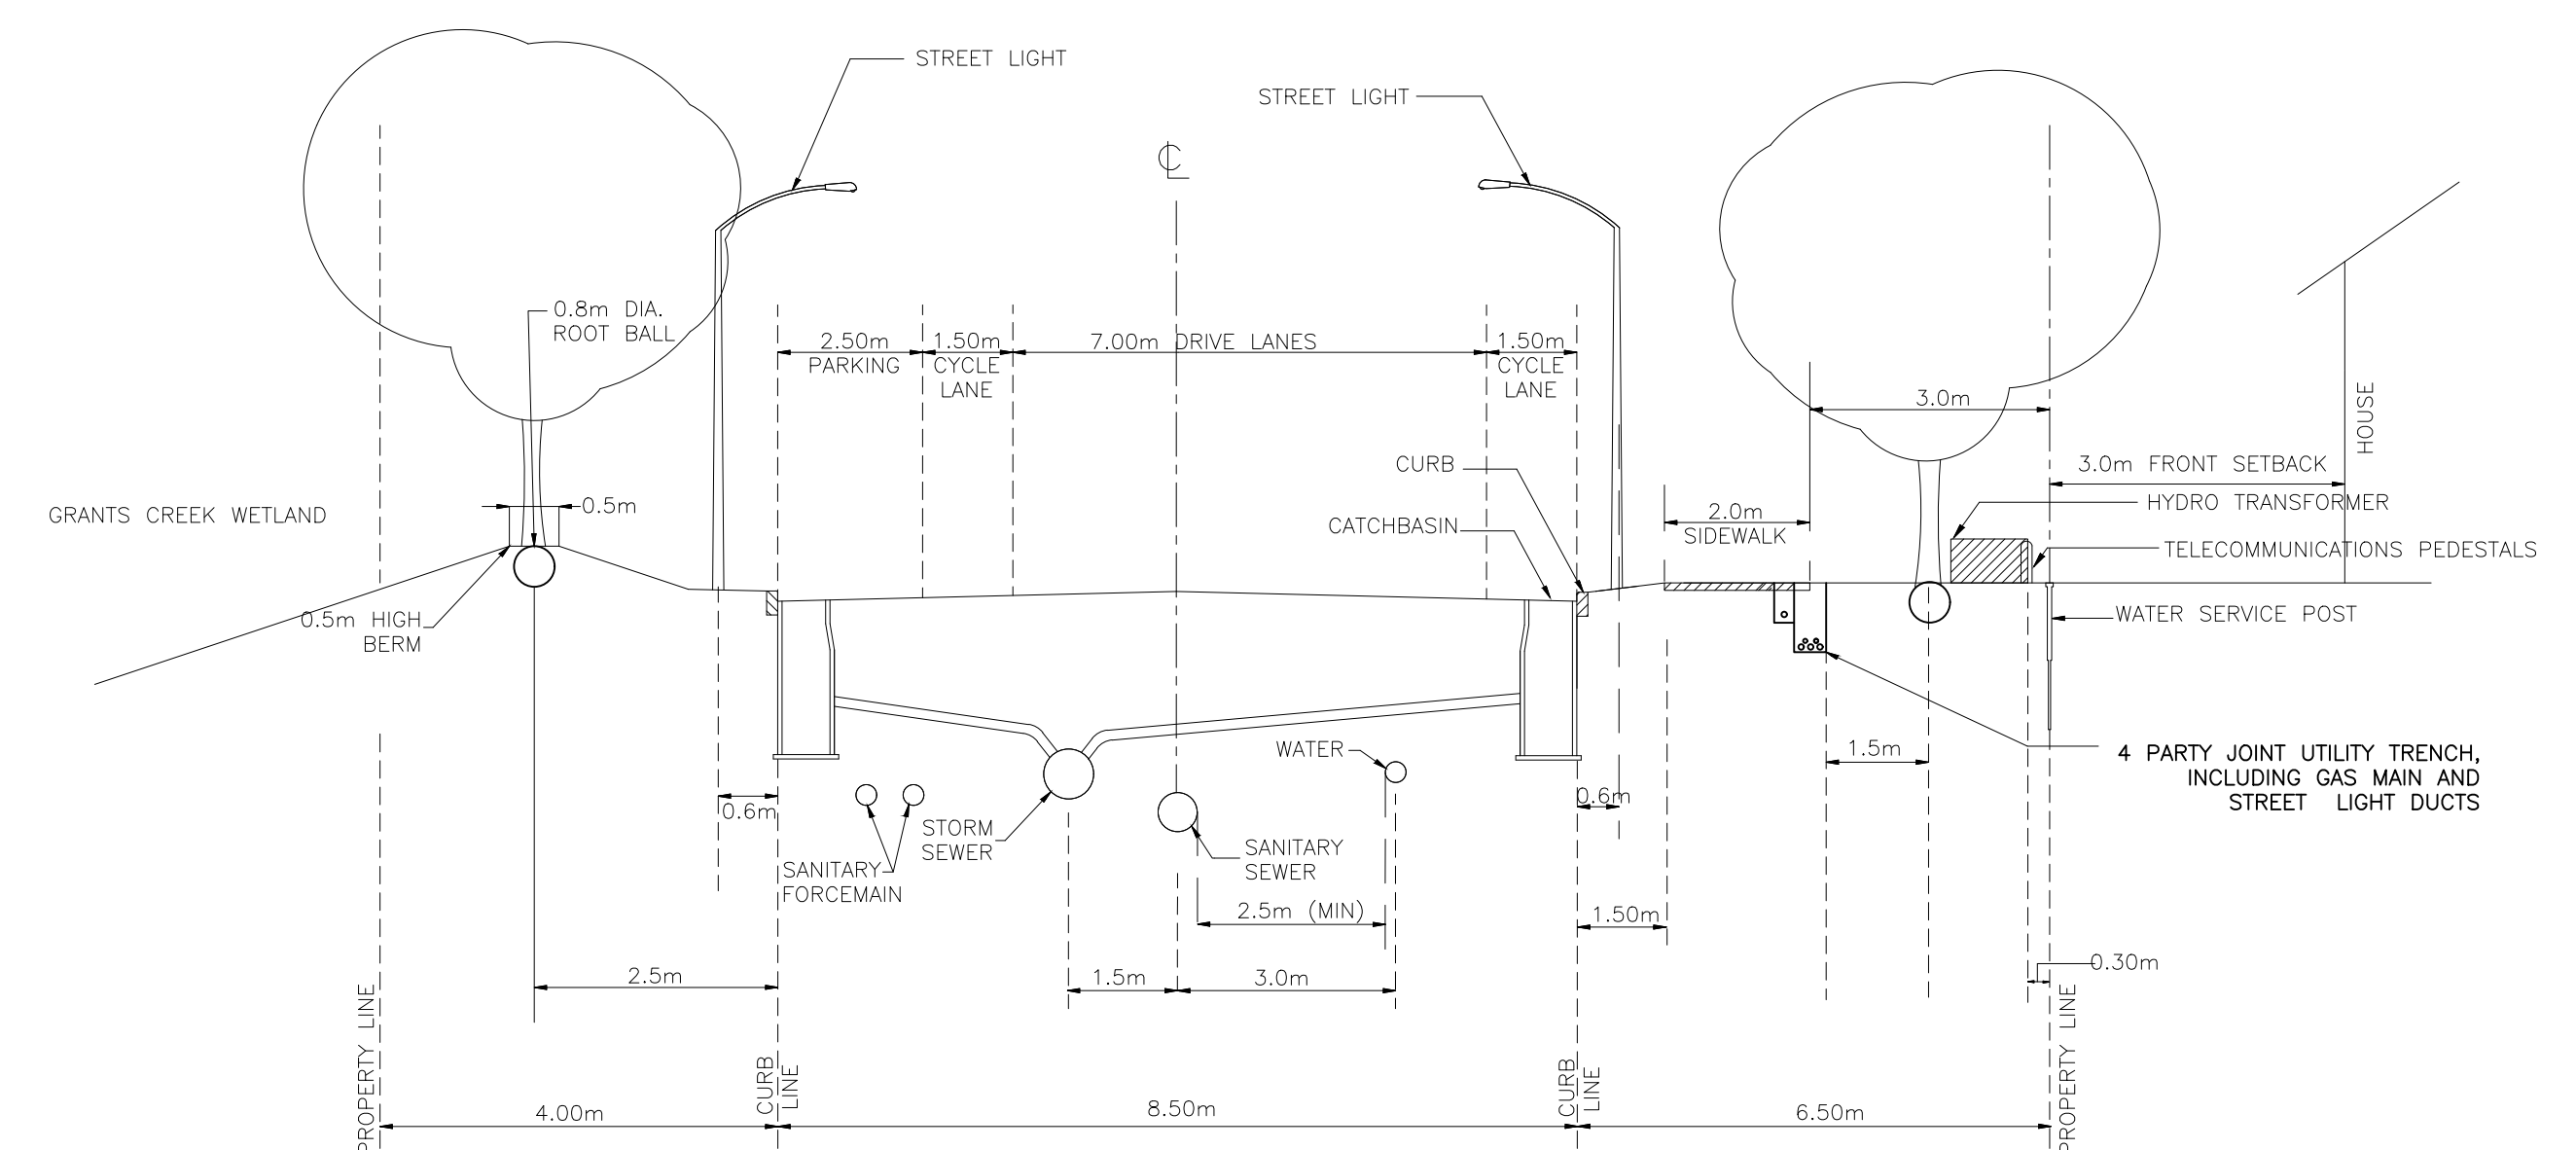 STREET LIGHT
STREET LIGHT
CL
0.8m DIA.
ROOT BALL
2.50m
PARKING
1.50m
CYCLE
LANE
7.00m DRIVE LANES
1.50m
CYCLE
LANE
3.0m
HOUSE
3.0m FRONT SETBACK
CURB
HYDRO TRANSFORMER
0.5m
GRANTS CREEK WETLAND
2.0m
SIDEWALK
CATCHBASIN
TELECOMMUNICATIONS PEDESTALS
0.5m HIGH
BERM
WATER SERVICE POST
WATER
1.5m
4 PARTY JOINT UTILITY TRENCH,
INCLUDING GAS MAIN AND
STREET LIGHT DUCTS
0.6m
0.6m
STORM
SEWER
SANITARY
SEWER
SANITARY
FORCEMAIN
2.5m (MIN)
1.50m
0.30m
2.5m
1.5m
3.0m
PROPERTY LINE
CURB
LINE
CURB
LINE
PROPERTY LINE
4.00m
8.50m
6.50m